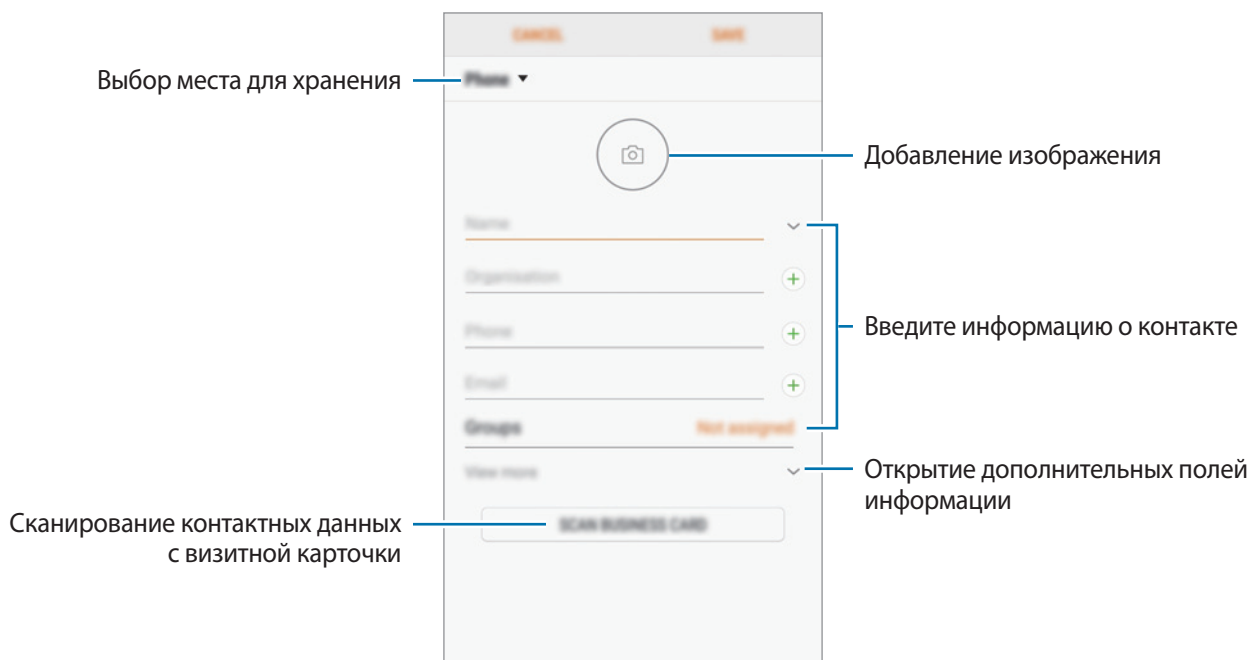 CANCEL
SAVE
Выбор места для хранения
Phone
Добавление изображения
Name
Organisation
Phone
Введите информацию о контакте
Email
Groups
Not assigned
View more
Открытие дополнительных полей
информации
Сканирование контактных данных
с визитной карточки
SCAN BUSINESS CARD